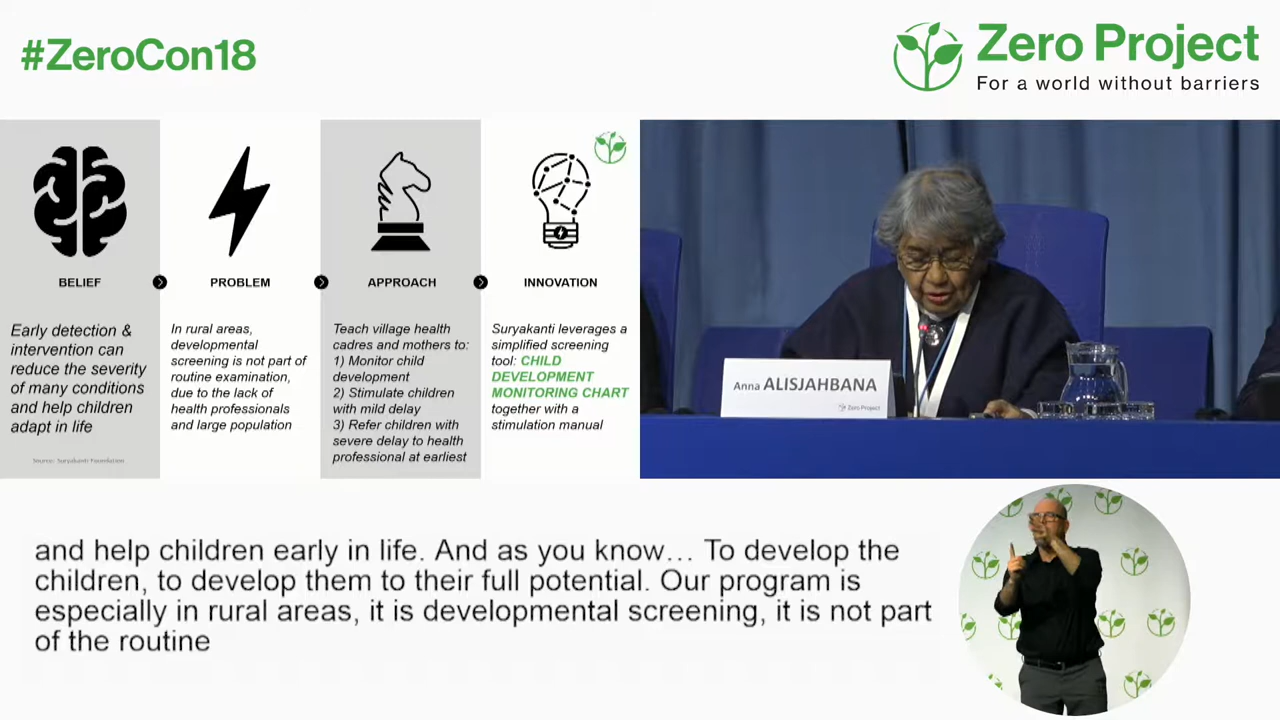 #ZeroCon18
Zero Project
For a world without barriers
BELIEF
Early detection &
intervention can
reduce the severity
of many conditions
and help children
adapt in life
Source: Suryakanti Foundation
PROBLEM
In rural areas,
developmental
screening is not part of
routine examination,
due to the lack of
health professionals
and large population
APPROACH
Teach village health
cadres and mothers to:
1) Monitor child
development
2) Stimulate children
with mild delay
3) Refer children with
severe delay to health
professional at earliest
INNOVATION
Suryakanti leverages a
simplified screening
tool: CHILD
DEVELOPMENT
MONITORING CHART
together with a
stimulation manual
Anna ALISJAHBANA
Zero Project
and help children early in life. And as you know… To develop the
children, to develop them to their full potential. Our program is
especially in rural areas, it is developmental screening, it is not part
of the routine